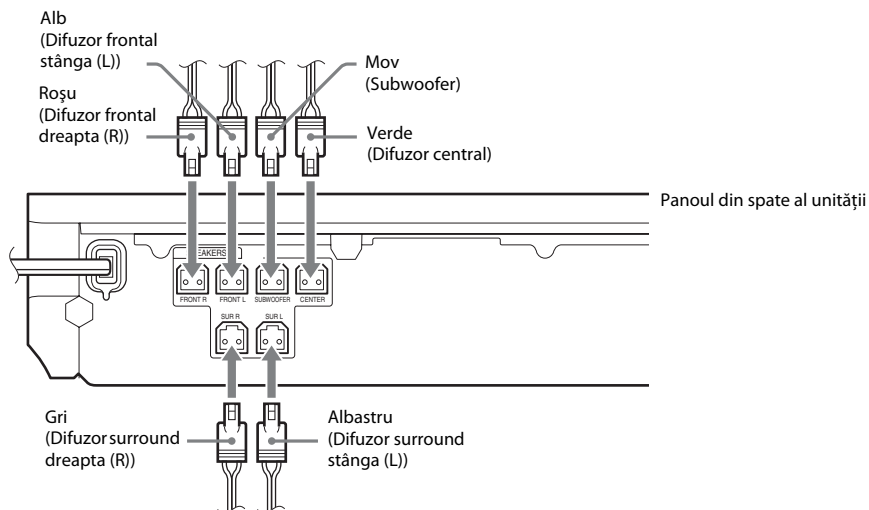 Alb
(Difuzor frontal
stânga (L))
Roşu
(Difuzor frontal
dreapta (R))
Mov
(Subwoofer)
Verde
(Difuzor central)
Panoul din spate al unității
EAKERS
FRONT R
FRONT L
SUBWOOFER
CENTER
SUR R
SUR L
Gri
(Difuzor surround
dreapta (R))
Albastru
(Difuzor surround
stânga (L))